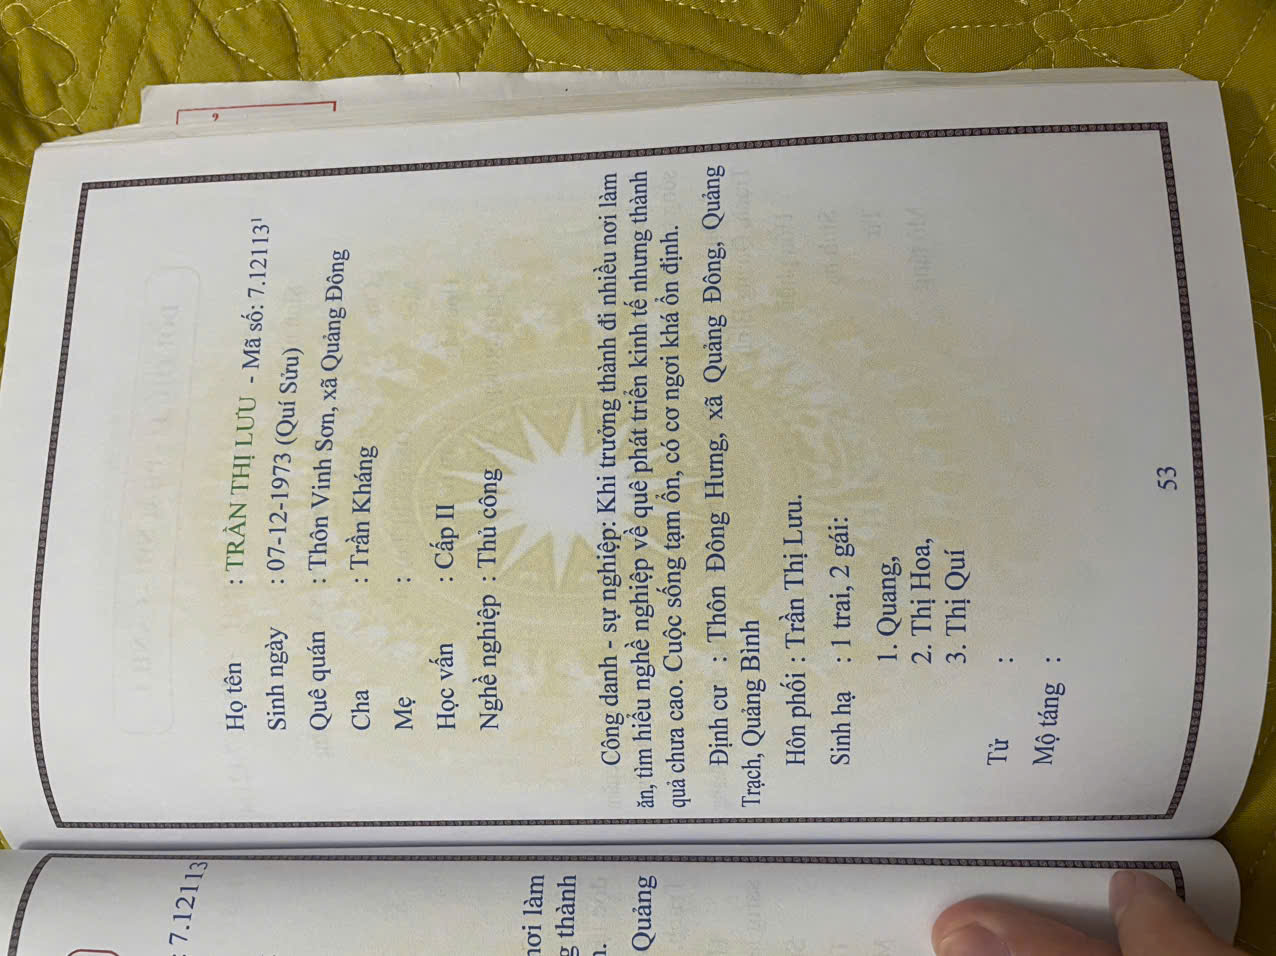 Họ tên : TRẦN THỊ LƯU - Mã số: 7.12113¹
Sinh ngày : 07-12-1973 (Quí Sửu)
Quê quán : Thôn Vinh Sơn, xã Quảng Đông
Cha : Trần Kháng
Mẹ :
Học vấn : Cấp II
Nghề nghiệp : Thủ công
Công danh - sự nghiệp: Khi trưởng thành đi nhiều nơi làm
ăn, tìm hiểu nghề nghiệp về quê phát triển kinh tế nhưng thành
quả chưa cao. Cuộc sống tạm ổn, có cơ ngơi khá ổn định.
Định cư : Thôn Đông Hưng, xã Quảng Đông, Quảng
Trạch, Quảng Bình
Hôn phối : Trần Thị Lưu.
Sinh hạ : 1 trai, 2 gái:
1. Quang,
2. Thị Hoa,
3. Thị Quí
Tử :
Mộ táng :
53
: 7.12113
nơi làm
g thành
n.
Quảng